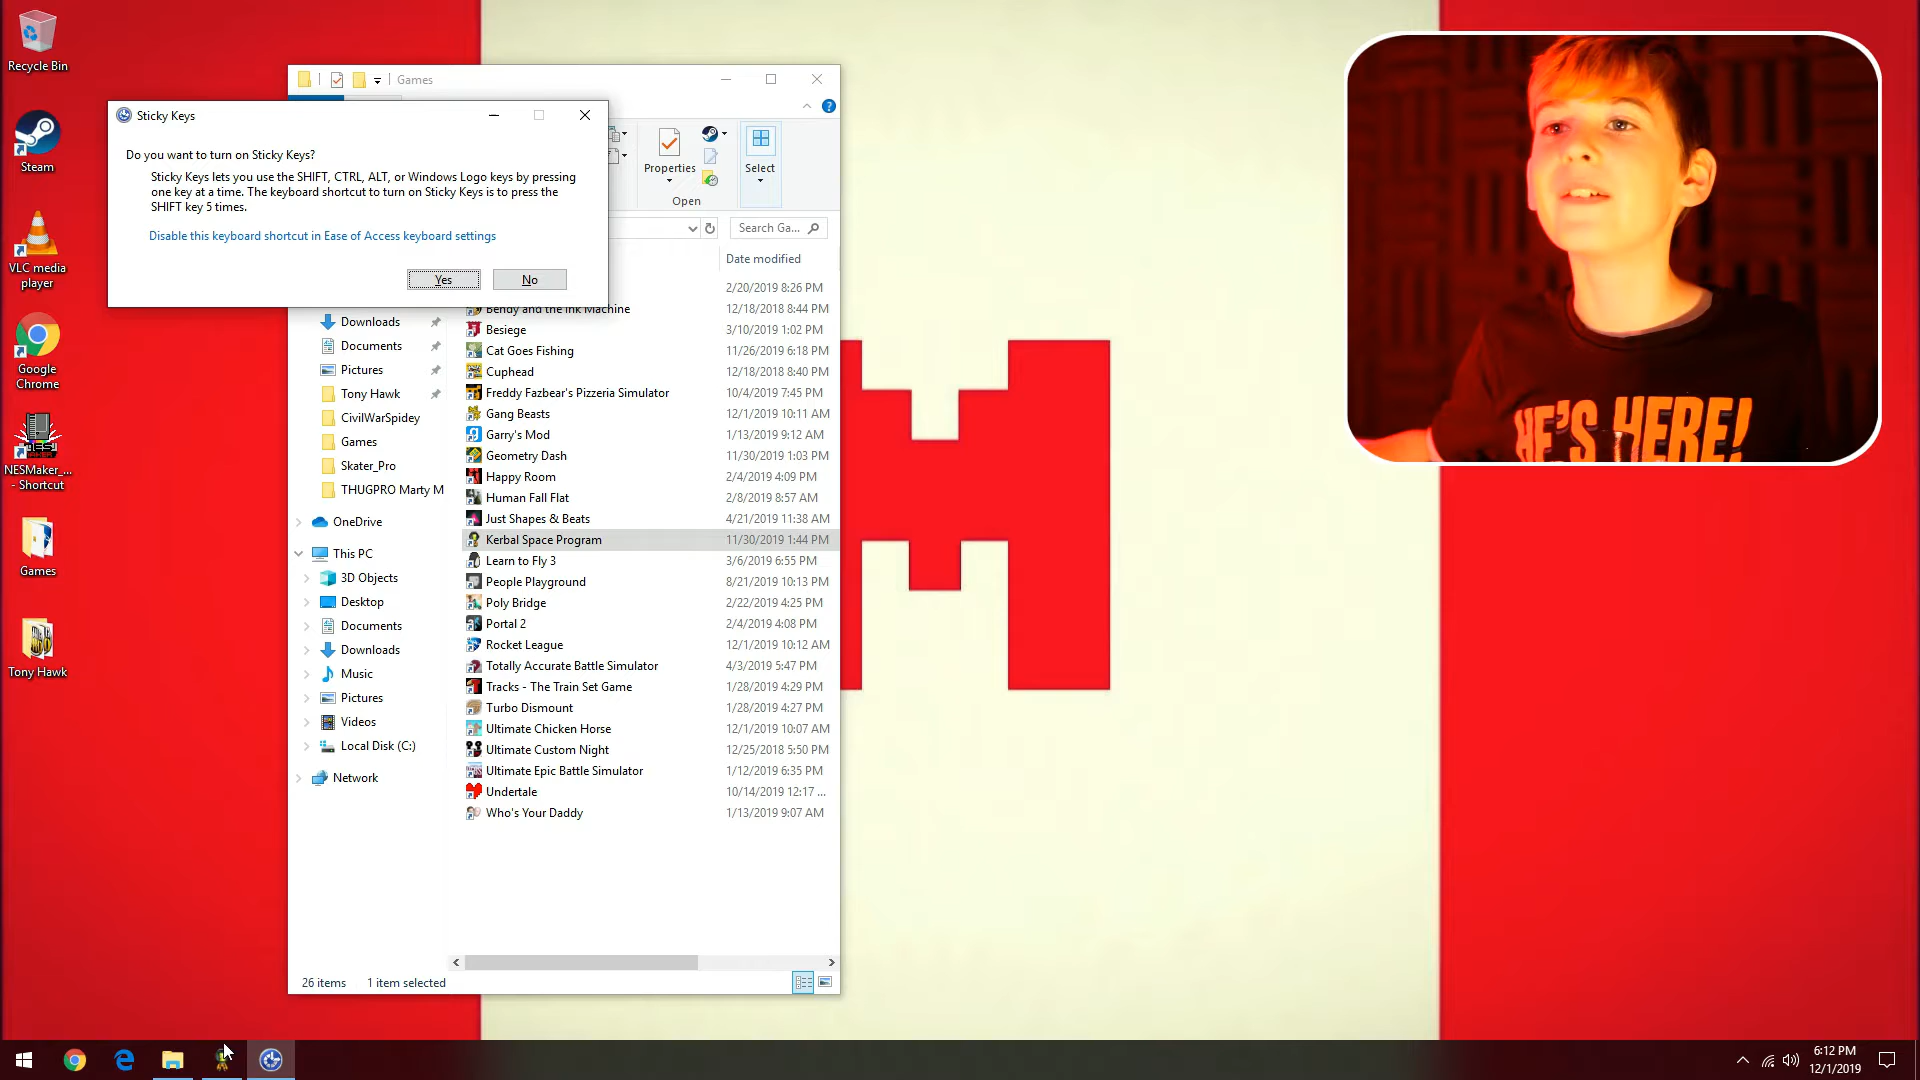 Recycle Bin
Steam
VLC media
player
Google
Chrome
NESMaker_...
- Shortcut
Games
Tony Hawk
Games
Sticky Keys
Do you want to turn on Sticky Keys?
Sticky Keys lets you use the SHIFT, CTRL, ALT, or Windows Logo keys by pressing
one key at a time. The keyboard shortcut to turn on Sticky Keys is to press the
SHIFT key 5 times.
Disable this keyboard shortcut in Ease of Access keyboard settings
Yes
No
Properties
Select
Open
Search Ga...
Date modified
Downloads
Documents
Pictures
Tony Hawk
CivilWarSpidey
Games
Skater_Pro
THUGPRO Marty M
OneDrive
This PC
3D Objects
Desktop
Documents
Downloads
Music
Pictures
Videos
Local Disk (C:)
Network
2/20/2019 8:26 PM
Bendy and the Ink Machine 12/18/2018 8:44 PM
Besiege 3/10/2019 1:02 PM
Cat Goes Fishing 11/26/2019 6:18 PM
Cuphead 12/18/2018 8:40 PM
Freddy Fazbear's Pizzeria Simulator 10/4/2019 7:45 PM
Gang Beasts 12/1/2019 10:11 AM
Garry's Mod 1/13/2019 9:12 AM
Geometry Dash 11/30/2019 1:03 PM
Happy Room 2/4/2019 4:09 PM
Human Fall Flat 2/8/2019 8:57 AM
Just Shapes & Beats 4/21/2019 11:38 AM
Kerbal Space Program 11/30/2019 1:44 PM
Learn to Fly 3 3/6/2019 6:55 PM
People Playground 8/21/2019 10:13 PM
Poly Bridge 2/22/2019 4:25 PM
Portal 2 2/4/2019 4:08 PM
Rocket League 12/1/2019 10:12 AM
Totally Accurate Battle Simulator 4/3/2019 5:47 PM
Tracks - The Train Set Game 1/28/2019 4:29 PM
Turbo Dismount 1/28/2019 4:27 PM
Ultimate Chicken Horse 12/1/2019 10:07 AM
Ultimate Custom Night 12/25/2018 5:50 PM
Ultimate Epic Battle Simulator 1/12/2019 6:35 PM
Undertale 10/14/2019 12:17 ...
Who's Your Daddy 1/13/2019 9:07 AM
26 items 1 item selected
HE'S HERE!
6:12 PM
12/1/2019